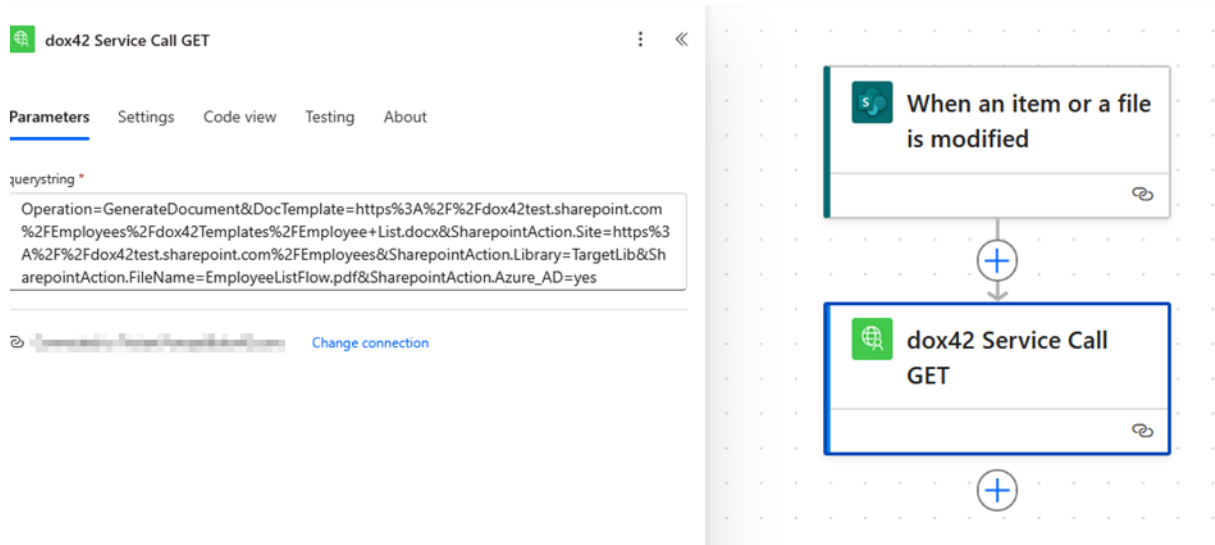 dox42 Service Call GET
Parameters Settings Code view Testing About
querystring *
Operation=GenerateDocument&DocTemplate=https%3A%2F%2Fdox42test.sharepoint.com
%2FEmployees%2Fdox42Templates%2FEmployee+List.docx&SharepointAction.Site=https%3
A%2F%2Fdox42test.sharepoint.com%2FEmployees&SharepointAction.Library=TargetLib&Sh
arepointAction.FileName=EmployeeListFlow.pdf&SharepointAction.Azure_AD=yes
Change connection
When an item or a file
is modified
dox42 Service Call
GET